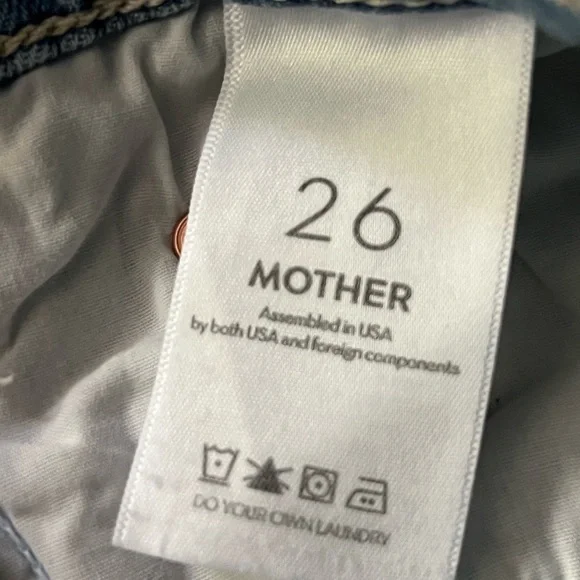 26
MOTHER
Assembled in USA
by both USA and foreign components
DO YOUR OWN LAUNDRY